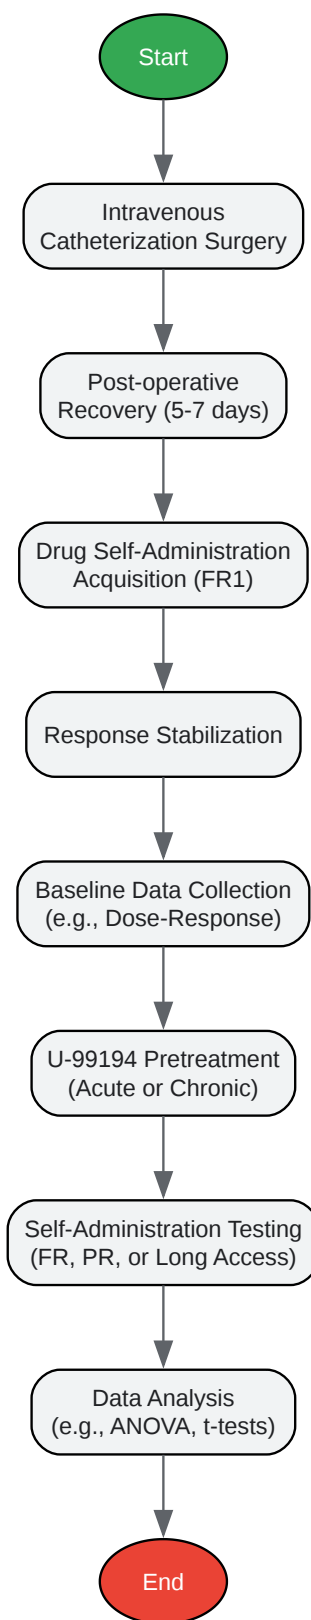 Start
Intravenous
Catheterization Surgery
Post-operative
Recovery (5-7 days)
Drug Self-Administration
Acquisition (FR1)
Response Stabilization
Baseline Data Collection
(e.g., Dose-Response)
U-99194 Pretreatment
(Acute or Chronic)
Self-Administration Testing
(FR, PR, or Long Access)
Data Analysis
(e.g., ANOVA, t-tests)
End